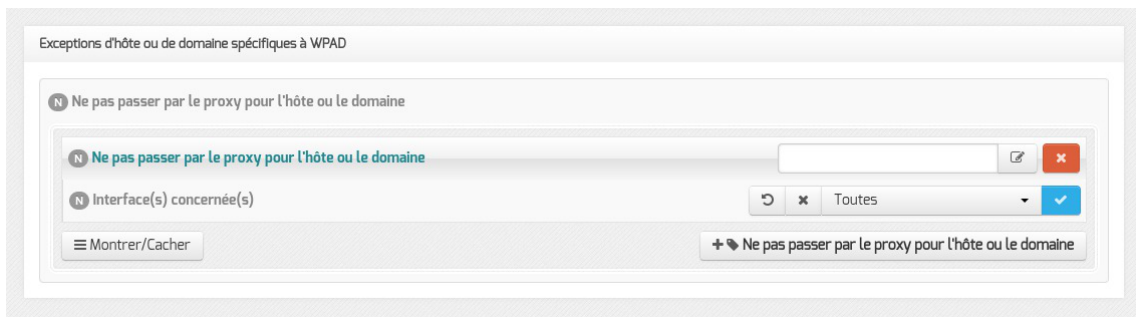 Exceptions d'hôte ou de domaine spécifiques à WPAD
N Ne pas passer par le proxy pour l'hôte ou le domaine
N Ne pas passer par le proxy pour l'hôte ou le domaine
N Interface(s) concernée(s) Toutes
Montrer/Cacher Ne pas passer par le proxy pour l'hôte ou le domaine